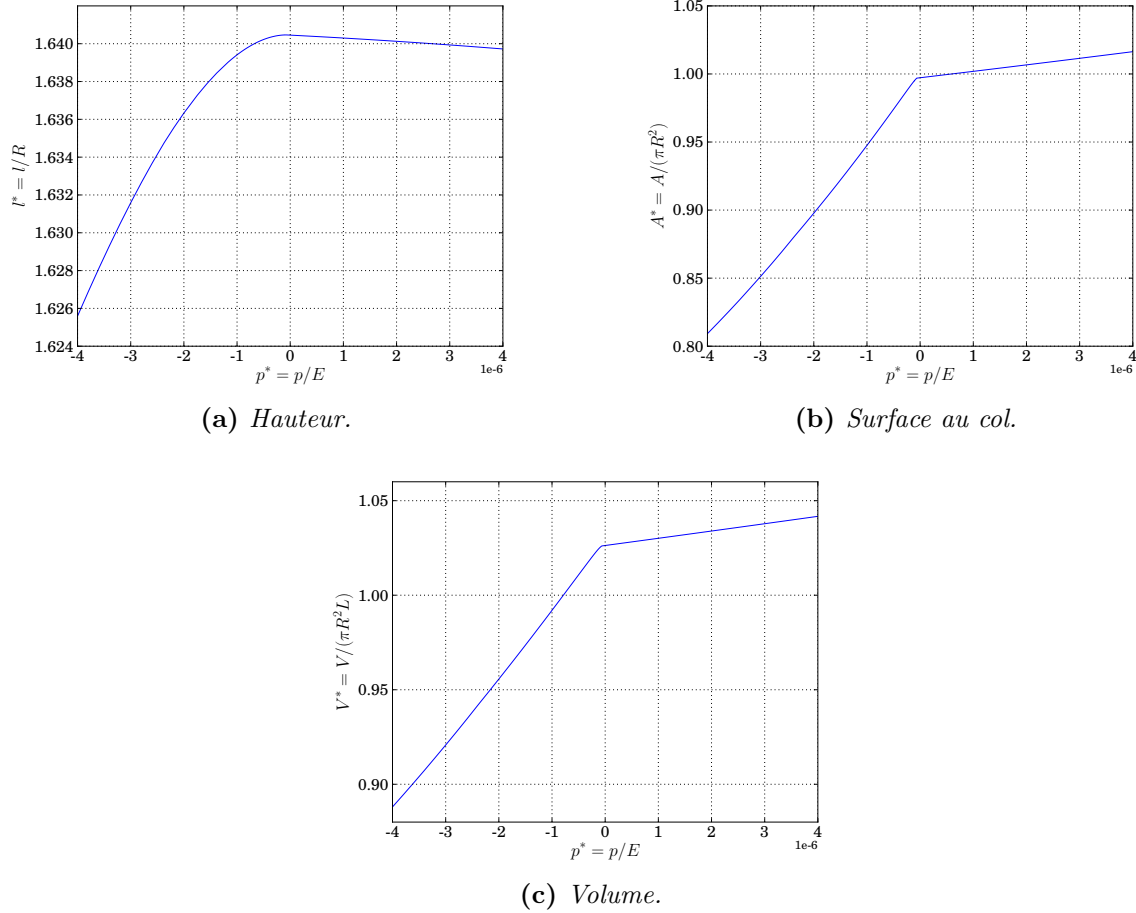 1.640
1.638
1.636
1.634
1.632
1.630
1.628
1.626
1.624
l* = l/R
-4 -3 -2 -1 0 1 2 3 4
p* = p/E
1e-6
(a) Hauteur.
1.05
1.00
0.95
0.90
0.85
0.80
A* = A/(πR²)
-4 -3 -2 -1 0 1 2 3 4
p* = p/E
1e-6
(b) Surface au col.
1.05
1.00
0.95
0.90
V* = V/(πR²L)
-4 -3 -2 -1 0 1 2 3 4
p* = p/E
1e-6
(c) Volume.